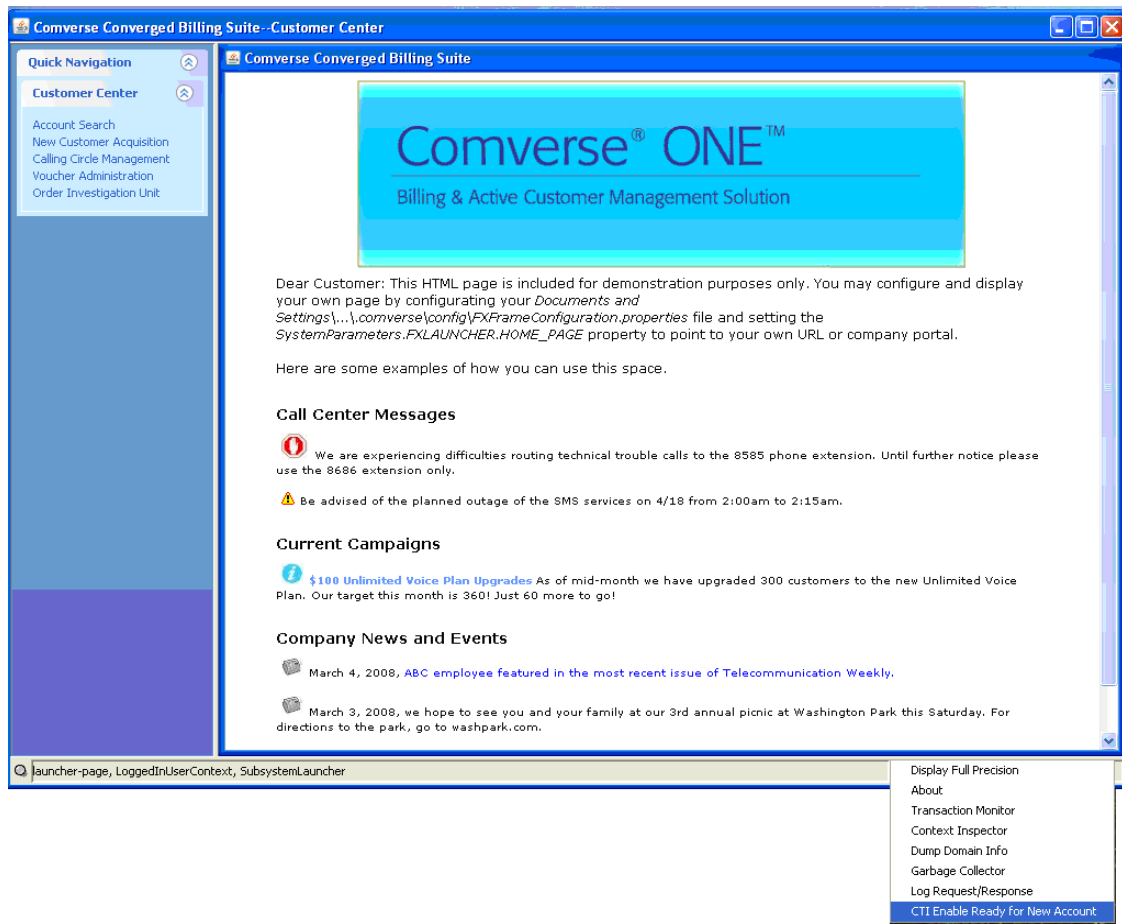 Comverse Converged Billing Suite--Customer Center
Quick Navigation
Customer Center
Account Search
New Customer Acquisition
Calling Circle Management
Voucher Administration
Order Investigation Unit
Comverse Converged Billing Suite
Comverse® ONE™
Billing & Active Customer Management Solution
Dear Customer: This HTML page is included for demonstration purposes only. You may configure and display
your own page by configurating your Documents and
Settings\...\.comverse\config\FXFrameConfiguration.properties file and setting the
SystemParameters.FXLAUNCHER.HOME_PAGE property to point to your own URL or company portal.
Here are some examples of how you can use this space.
Call Center Messages
We are experiencing difficulties routing technical trouble calls to the 8585 phone extension. Until further notice please
use the 8686 extension only.
Be advised of the planned outage of the SMS services on 4/18 from 2:00am to 2:15am.
Current Campaigns
$100 Unlimited Voice Plan Upgrades As of mid-month we have upgraded 300 customers to the new Unlimited Voice
Plan. Our target this month is 360! Just 60 more to go!
Company News and Events
March 4, 2008, ABC employee featured in the most recent issue of Telecommunication Weekly.
March 3, 2008, we hope to see you and your family at our 3rd annual picnic at Washington Park this Saturday. For
directions to the park, go to washpark.com.
launcher-page, LoggedInUserContext, SubsystemLauncher
Display Full Precision
About
Transaction Monitor
Context Inspector
Dump Domain Info
Garbage Collector
Log Request/Response
CTI Enable Ready for New Account